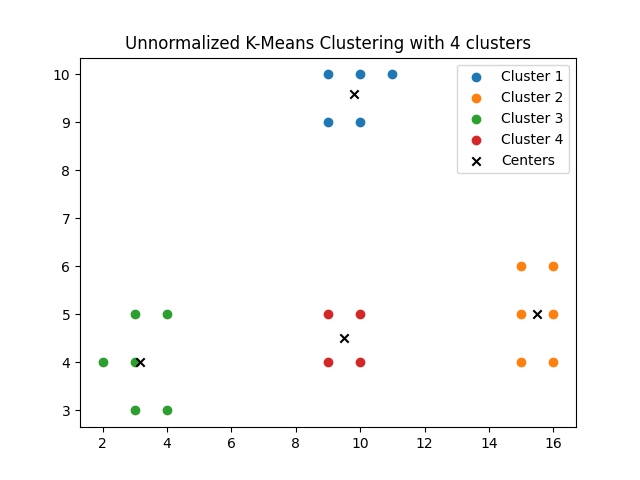 Unnormalized K-Means Clustering with 4 clusters
Cluster 1
Cluster 2
Cluster 3
Cluster 4
Centers
10
9
8
7
6
5
4
3
2 4 6 8 10 12 14 16